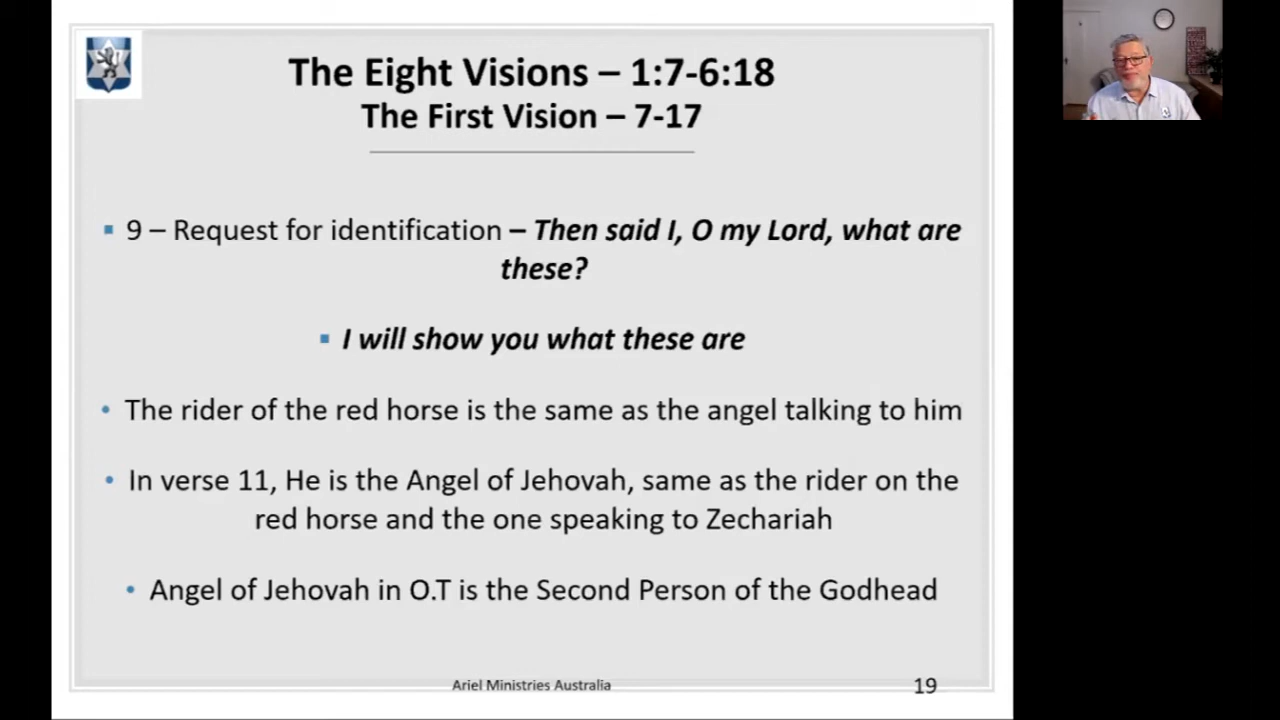 The Eight Visions – 1:7-6:18
The First Vision – 7-17
▪ 9 – Request for identification – Then said I, O my Lord, what are
these?
▪ I will show you what these are
• The rider of the red horse is the same as the angel talking to him
• In verse 11, He is the Angel of Jehovah, same as the rider on the
red horse and the one speaking to Zechariah
• Angel of Jehovah in O.T is the Second Person of the Godhead
Ariel Ministries Australia
19